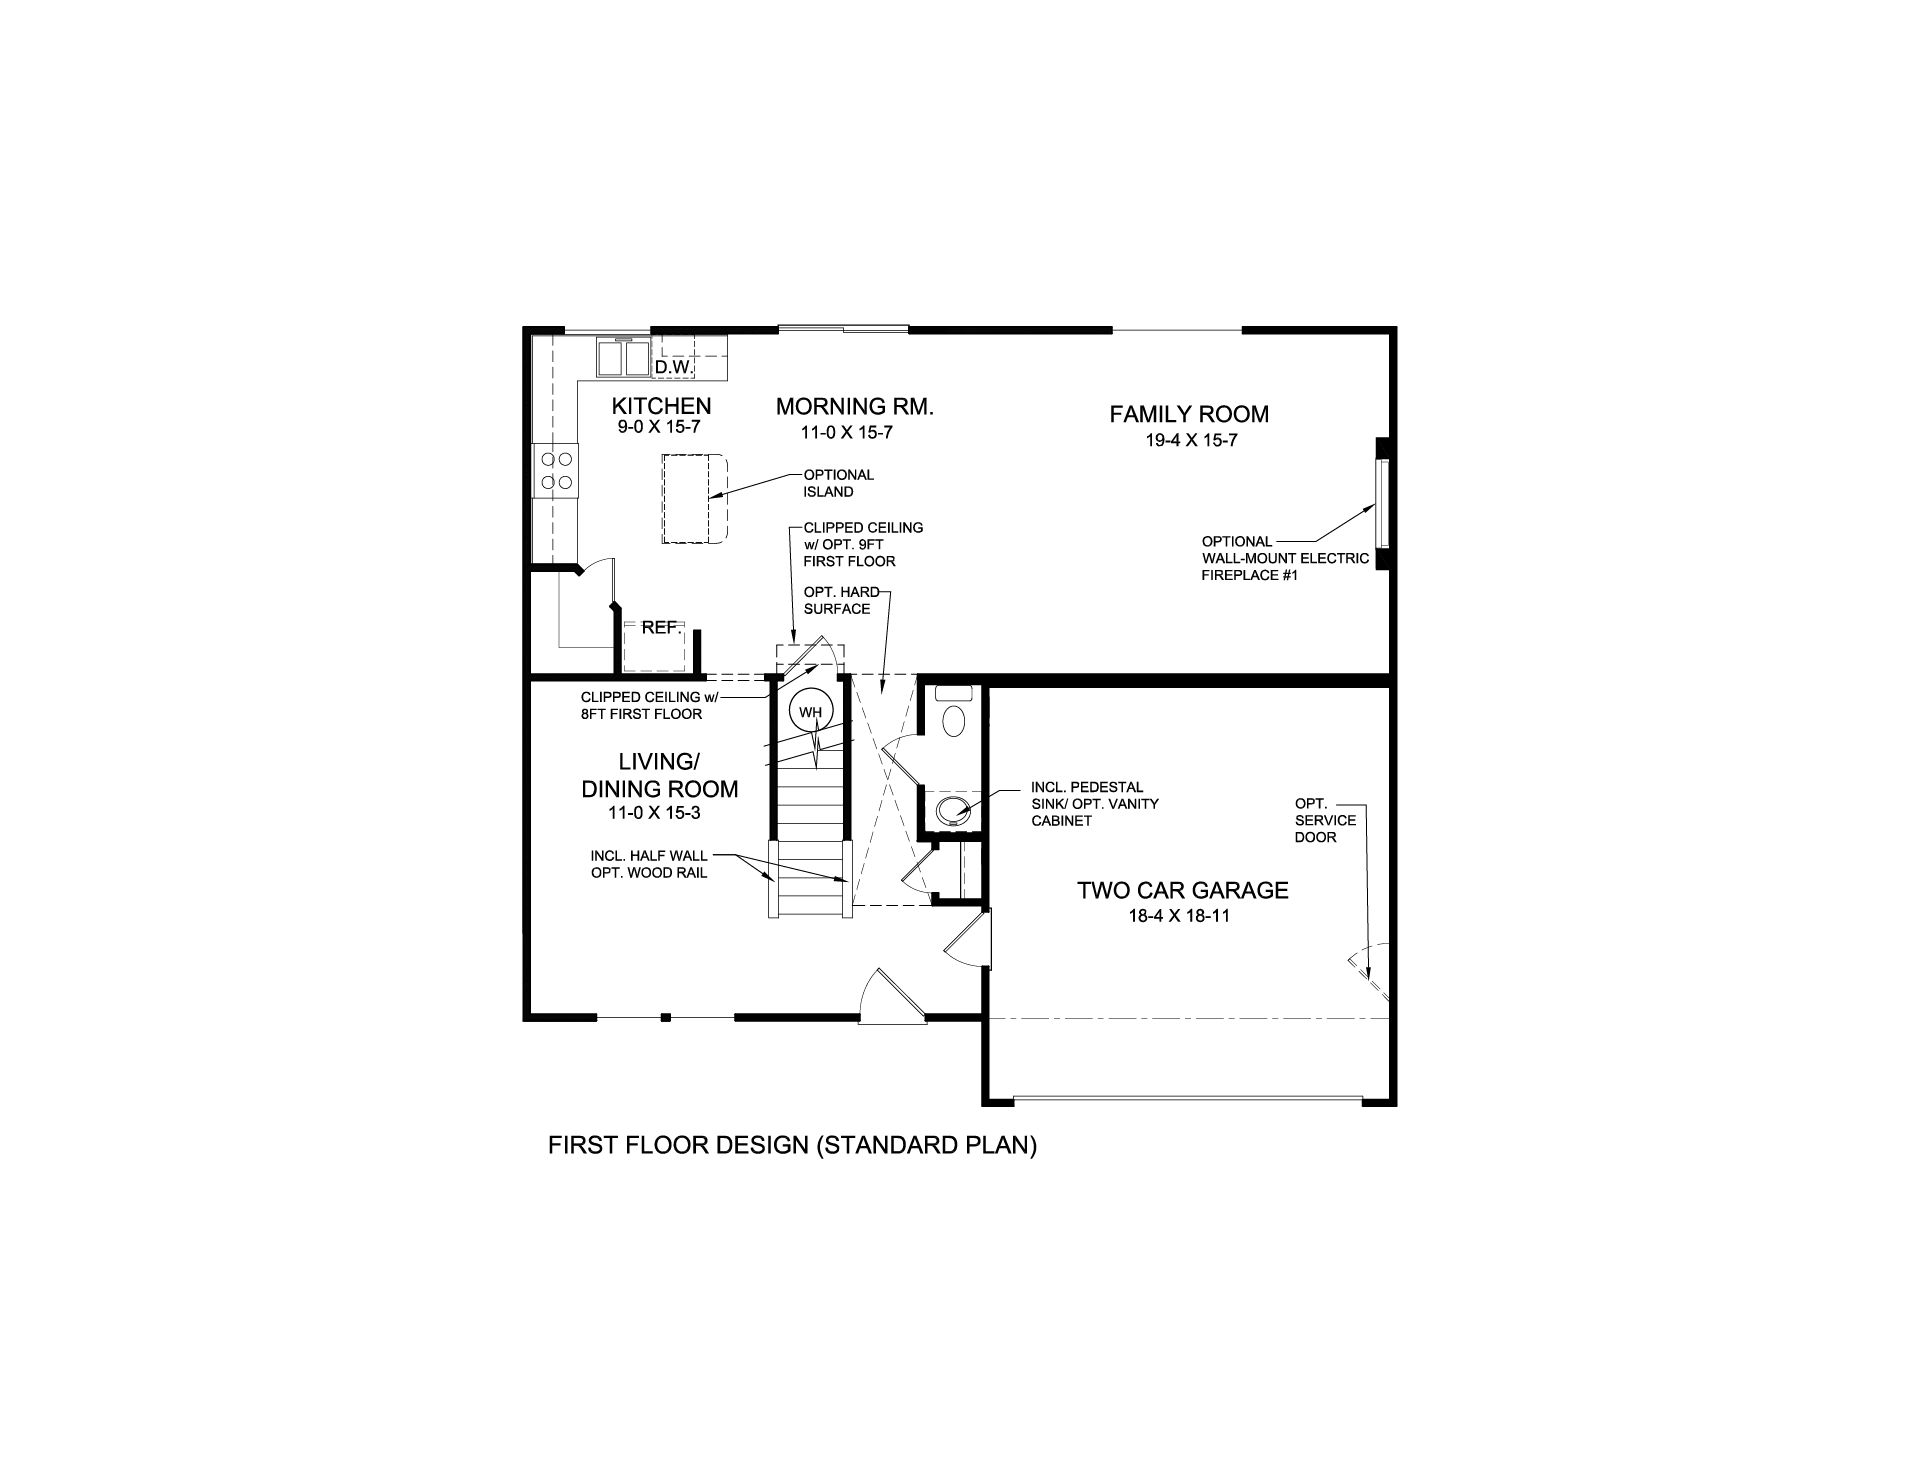 D.W.
KITCHEN
9-0 X 15-7
MORNING RM.
11-0 X 15-7
FAMILY ROOM
19-4 X 15-7
OPTIONAL
ISLAND
CLIPPED CEILING
w/ OPT. 9FT
FIRST FLOOR
OPTIONAL
WALL-MOUNT ELECTRIC
FIREPLACE #1
OPT. HARD
SURFACE
REF.
CLIPPED CEILING w/
8FT FIRST FLOOR
WH
LIVING/
DINING ROOM
11-0 X 15-3
INCL. PEDESTAL
SINK/ OPT. VANITY
CABINET
OPT.
SERVICE
DOOR
INCL. HALF WALL
OPT. WOOD RAIL
TWO CAR GARAGE
18-4 X 18-11
FIRST FLOOR DESIGN (STANDARD PLAN)